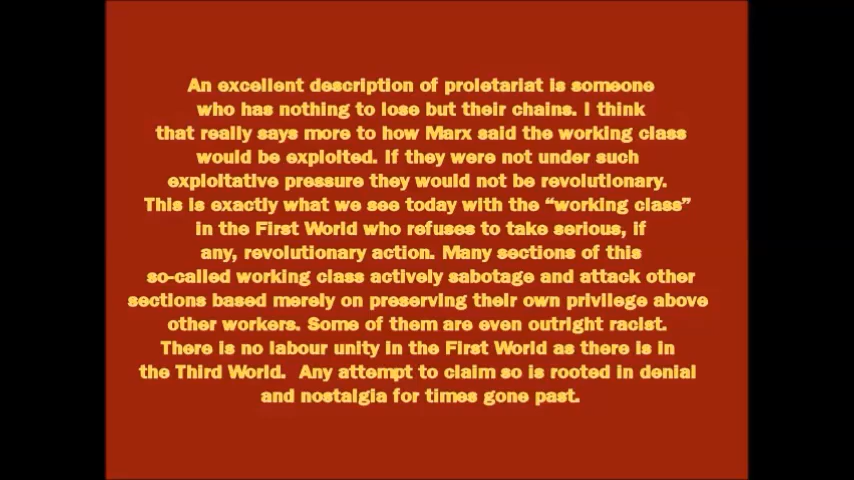 An excellent description of proletariat is someone
who has nothing to lose but their chains. I think
that really says more to how Marx said the working class
would be exploited. If they were not under such
exploitative pressure they would not be revolutionary.
This is exactly what we see today with the “working class”
in the First World who refuses to take serious, if
any, revolutionary action. Many sections of this
so-called working class actively sabotage and attack other
sections based merely on preserving their own privilege above
other workers. Some of them are even outright racist.
There is no labour unity in the First World as there is in
the Third World.  Any attempt to claim so is rooted in denial
and nostalgia for times gone past.